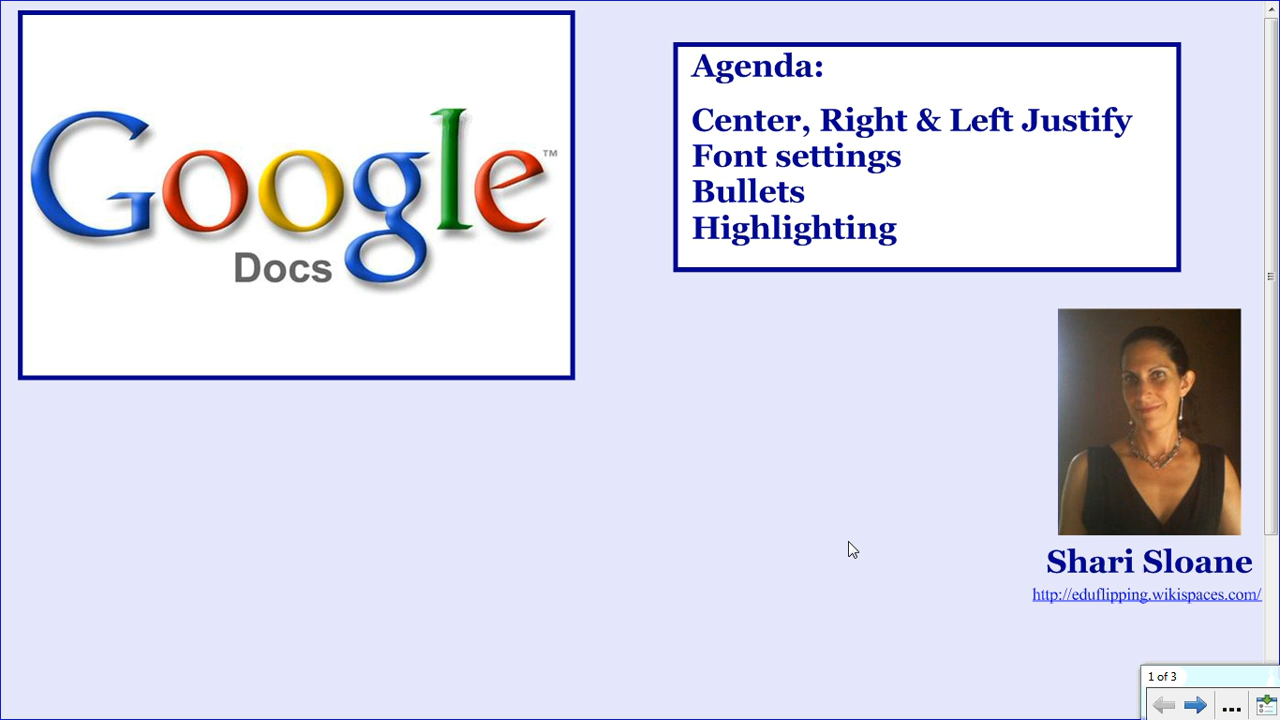 Google™
Docs
Agenda:
Center, Right & Left Justify
Font settings
Bullets
Highlighting
Shari Sloane
http://eduflipping.wikispaces.com/
1 of 3
...